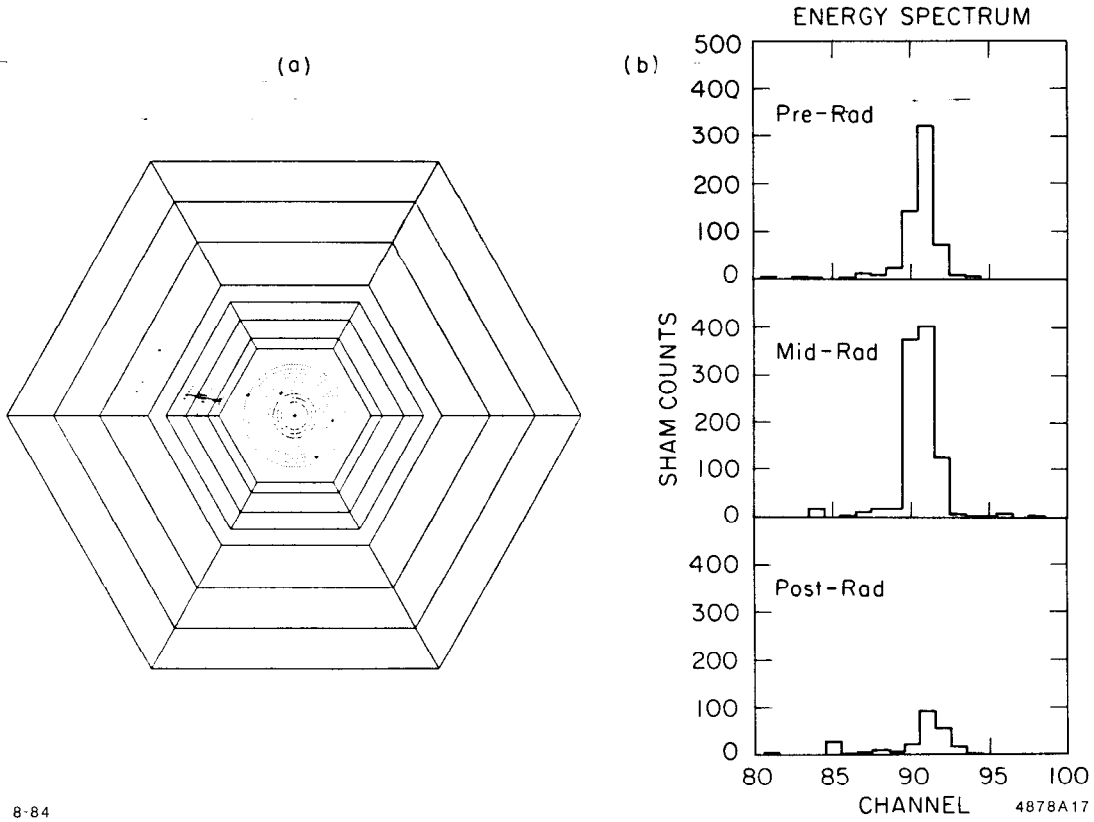 (a)
(b)
ENERGY SPECTRUM
500
400
300
200
100
0
Pre-Rad
400
300
200
100
0
Mid-Rad
400
300
200
100
0
Post-Rad
SHAM COUNTS
80 85 90 95 100
CHANNEL
8-84
4878A17